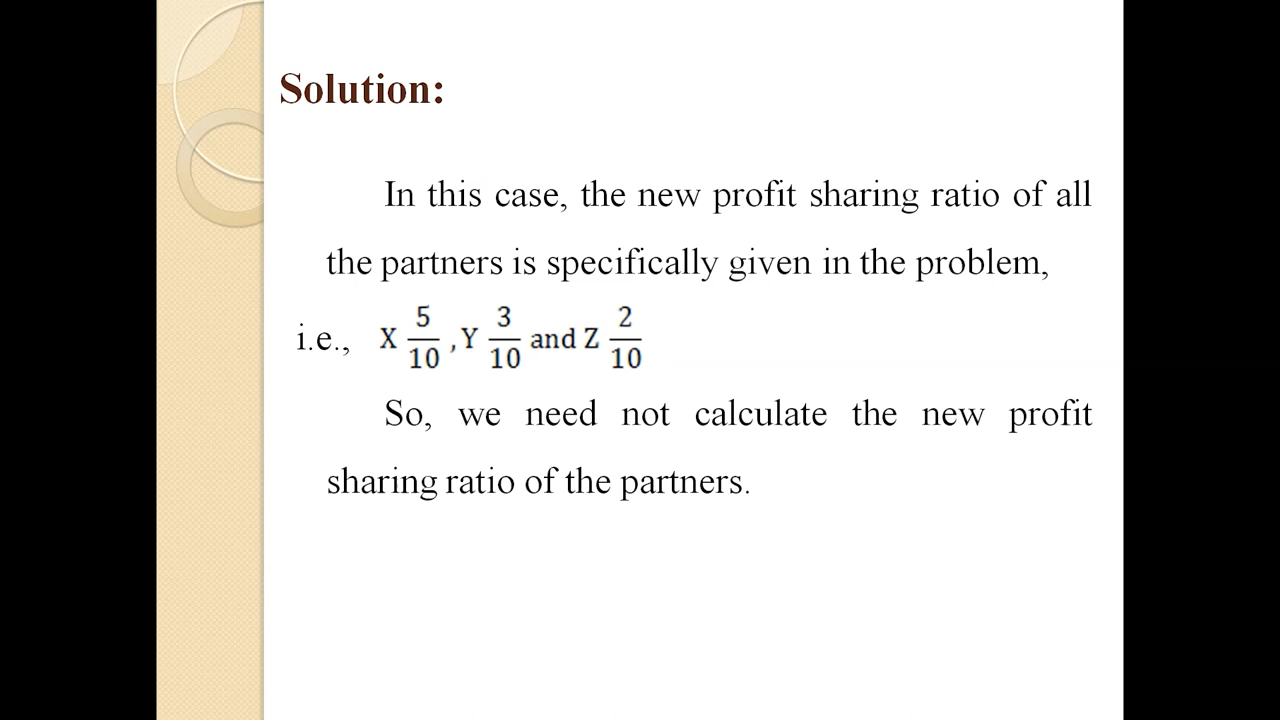 Solution:
In this case, the new profit sharing ratio of all
the partners is specifically given in the problem,
i.e., X 5/10 , Y 3/10 and Z 2/10
So, we need not calculate the new profit
sharing ratio of the partners.